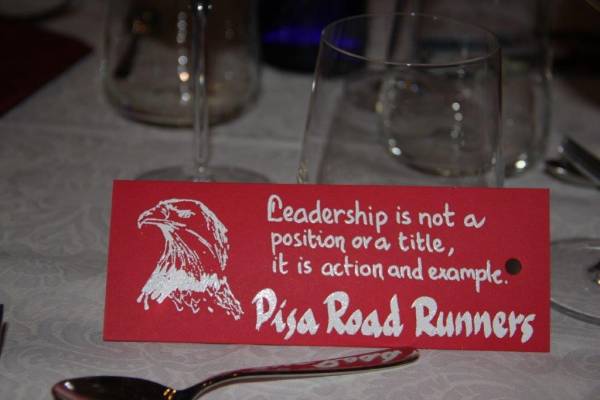 Leadership is not a
position or a title,
it is action and example.
Pisa Road Runners